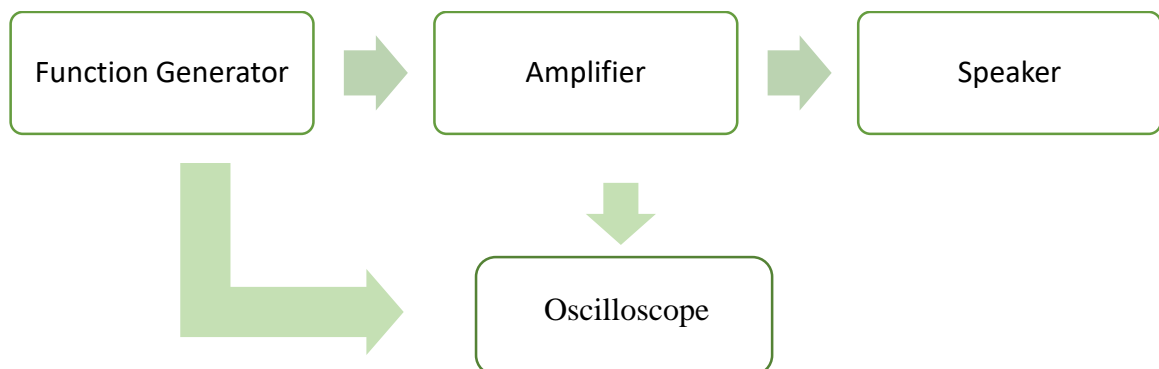 Function Generator
Amplifier
Speaker
Oscilloscope